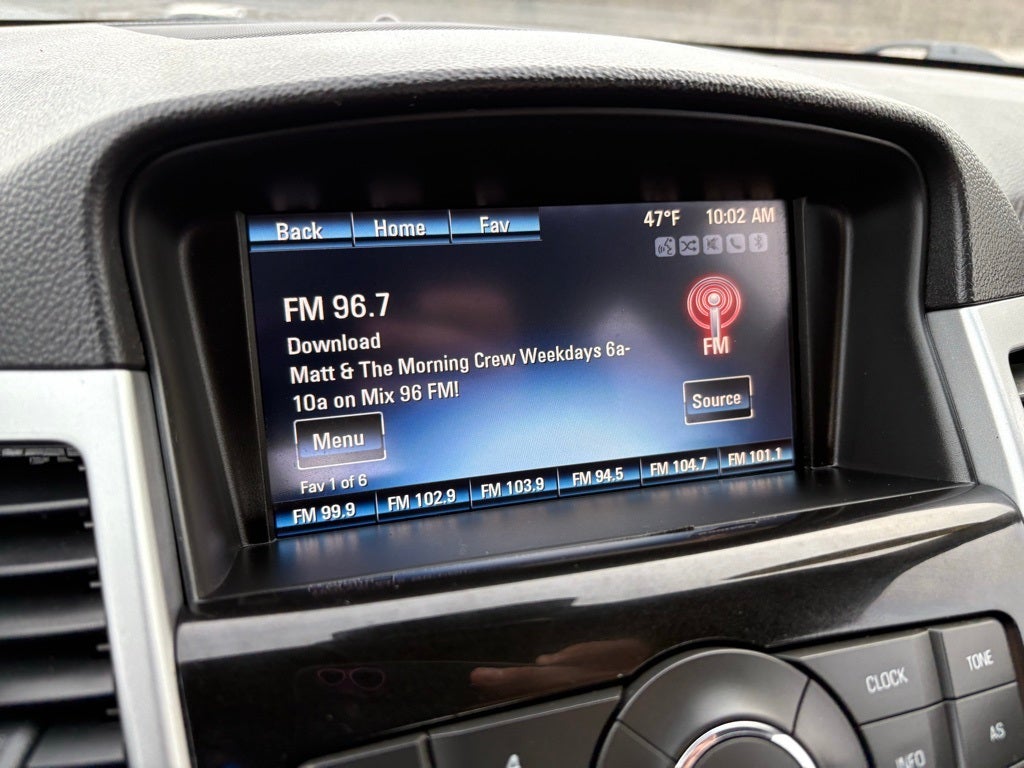 Back Home Fav 47°F 10:02 AM
FM 96.7
Download
Matt & The Morning Crew Weekdays 6a-
10a on Mix 96 FM!
FM
Menu Source
Fav 1 of 6
FM 99.9 FM 102.9 FM 103.9 FM 94.5 FM 104.7 FM 101.1
CLOCK TONE
INFO AS